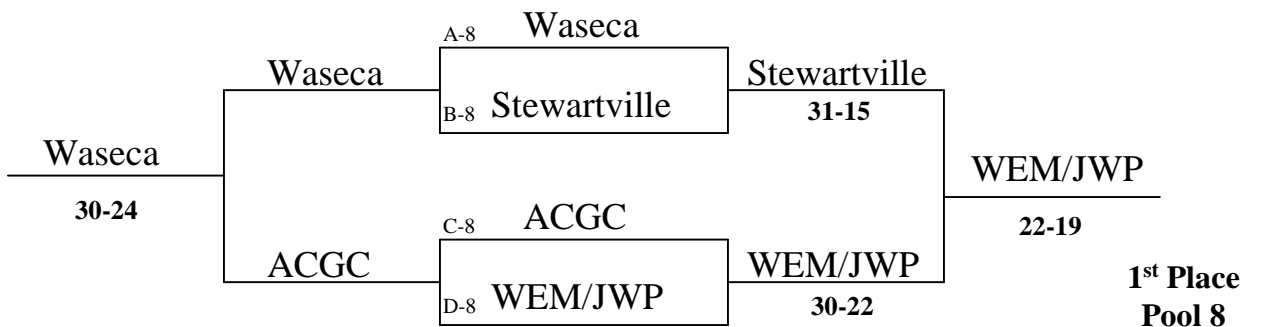 A-8 Waseca
Waseca
Stewartville
B-8 Stewartville
31-15
Waseca
WEM/JWP
30-24
C-8 ACGC
22-19
ACGC
WEM/JWP
D-8 WEM/JWP
30-22
1st Place
Pool 8